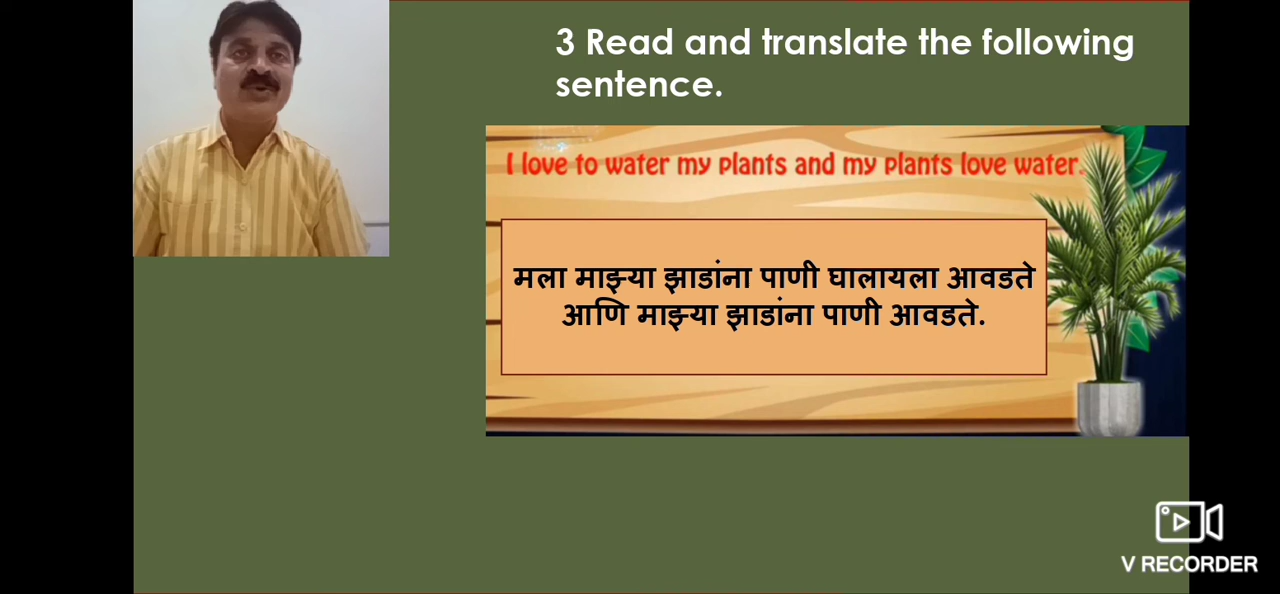 3 Read and translate the following
sentence.
I love to water my plants and my plants love water.
मला माझ्या झाडांना पाणी घालायला आवडते
आणि माझ्या झाडांना पाणी आवडते.
V RECORDER